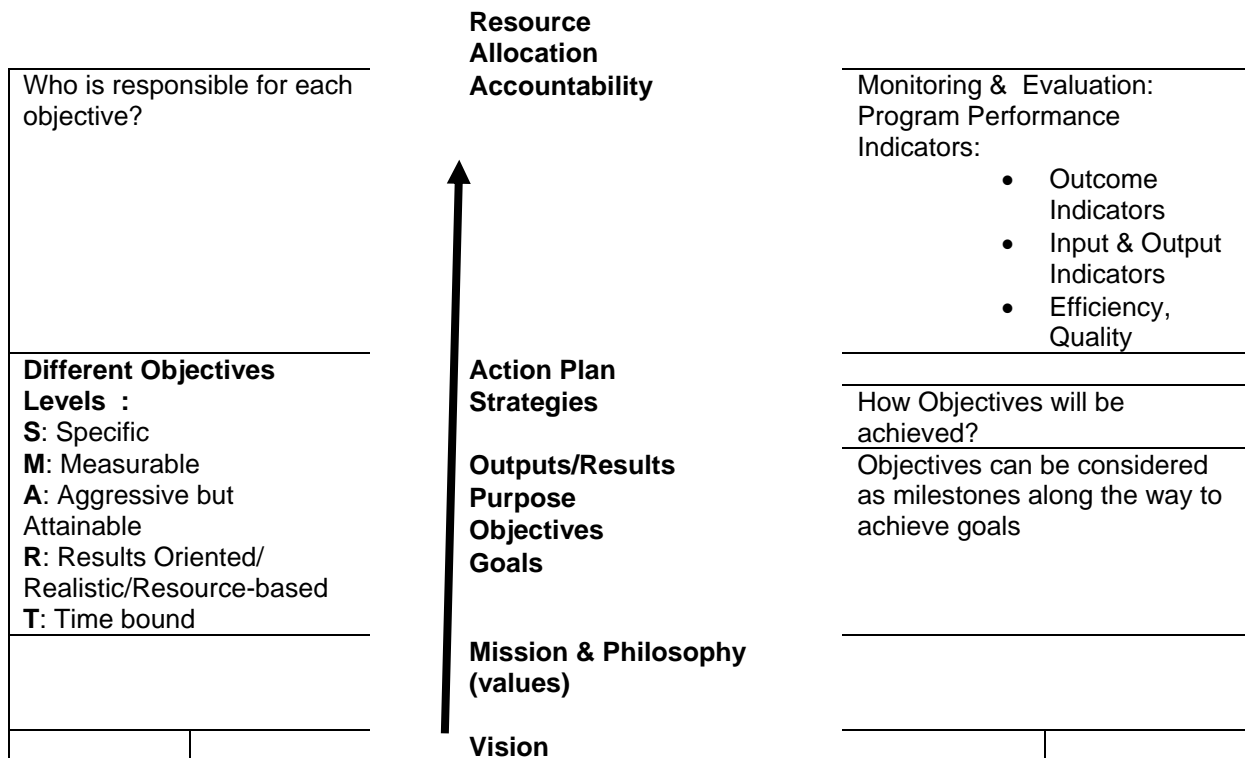 Resource
Allocation
Accountability
Who is responsible for each
objective?
Monitoring &  Evaluation:
Program Performance
Indicators:
• Outcome
Indicators
• Input & Output
Indicators
• Efficiency,
Quality
Different Objectives
Levels  :
S: Specific
M: Measurable
A: Aggressive but
Attainable
R: Results Oriented/
Realistic/Resource-based
T: Time bound
Action Plan
Strategies
Outputs/Results
Purpose
Objectives
Goals
How Objectives will be
achieved?
Objectives can be considered
as milestones along the way to
achieve goals
Mission & Philosophy
(values)
Vision